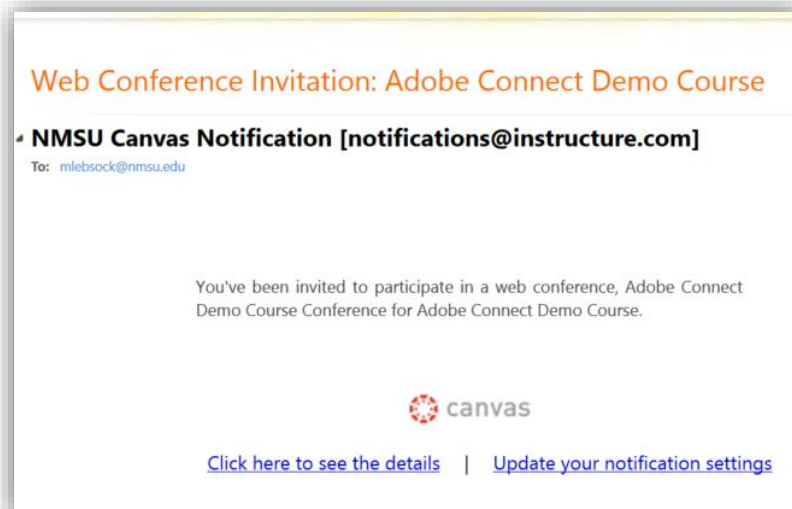 Web Conference Invitation: Adobe Connect Demo Course
NMSU Canvas Notification [notifications@instructure.com]
To: mlebsock@nmsu.edu
You've been invited to participate in a web conference, Adobe Connect
Demo Course Conference for Adobe Connect Demo Course.
canvas
Click here to see the details | Update your notification settings